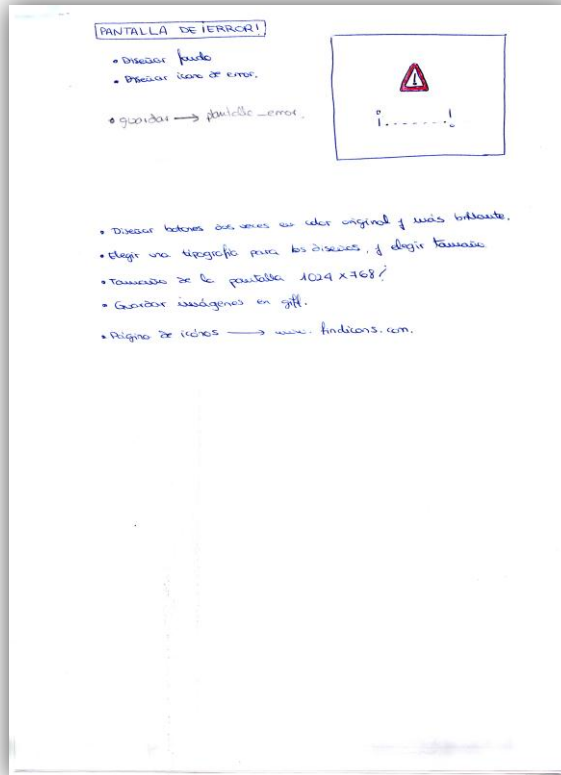 PANTALLA DE ¡ERROR!
• Diseñar fondo
• Diseñar icono de error.
• guardar → pantalla_error.
¡.......!
• Diseñar botones dos veces en color original y más brillante.
• Elegir una tipografía para los diseños, y elegir tamaño
• Tamaño de la pantalla 1024 x 768?
• Guardar imágenes en giff.
• Página de icónos → www.findicons.com.